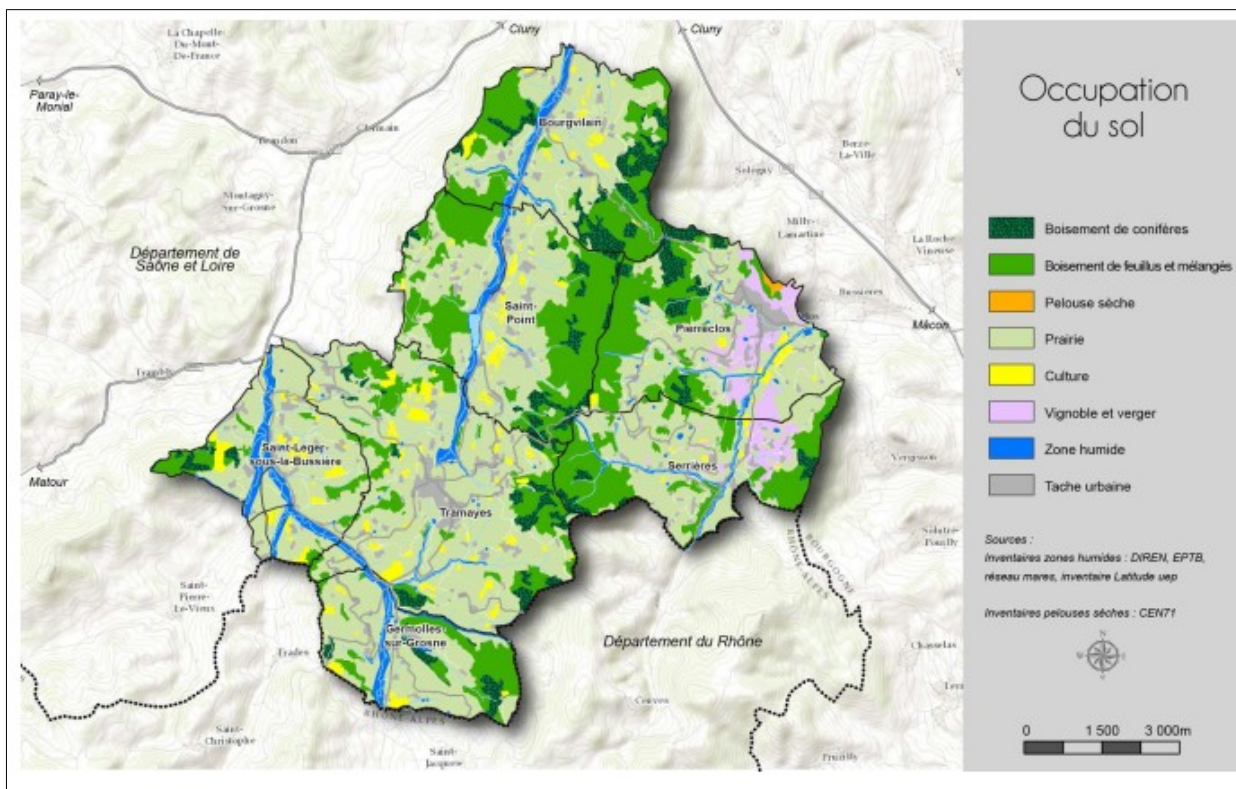 La Chapelle-
Du-Mont-
De-France
Cluny
Cluny
Paray-le-
Monial
Clermain
Brandon
Bourgvilain
Berzé-
La-Ville
Sologny
Montagny-
Sur-Grosne
Milly-
Lamartine
La Roche
Vineuse
Département de
Saône et Loire
Bussières
Saint-
Point
Pierreclos
Mâcon
Trambly
Saint-Léger-
sous-la-Bussière
Serrières
Vergisson
Matour
Tramayes
Solutré-
Pouilly
BOURGOGNE
RHÔNE-ALPES
Saint-
Pierre-
Le-Vieux
Germolles
sur-Grosne
Département du Rhône
Trades
Chasselas
Cenves
RHÔNE-ALPES
Saint-
Christophe
Saint-
Jacques
Pruzilly
Occupation
du sol
Boisement de conifères
Boisement de feuillus et mélangés
Pelouse sèche
Prairie
Culture
Vignoble et verger
Zone humide
Tache urbaine
Sources :
Inventaires zones humides : DIREN, EPTB,
réseau mares, inventaire Latitude uep
Inventaires pelouses sèches : CEN71
N
0 1 500 3 000m